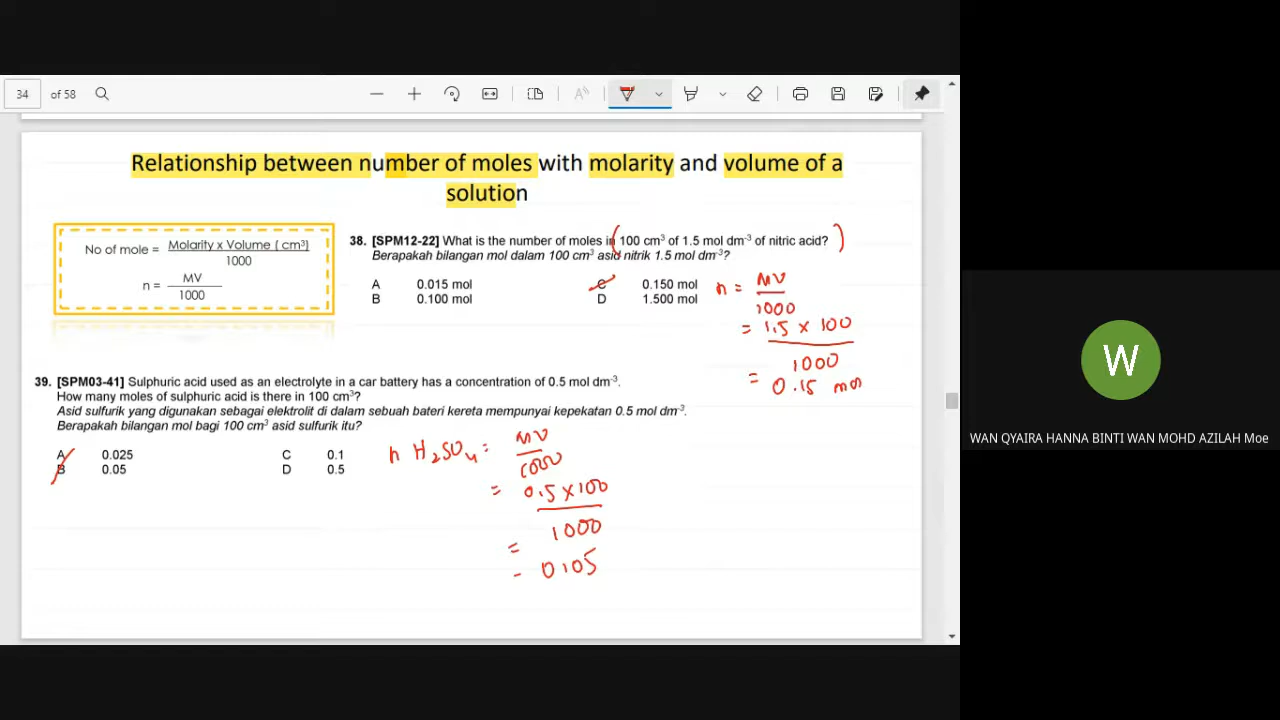 34 of 58
Relationship between number of moles with molarity and volume of a
solution
No of mole = Molarity x Volume ( cm³)
1000
n = MV
1000
38. [SPM12-22] What is the number of moles in 100 cm³ of 1.5 mol dm⁻³ of nitric acid?
Berapakah bilangan mol dalam 100 cm³ asid nitrik 1.5 mol dm⁻³?
A 0.015 mol C 0.150 mol
B 0.100 mol D 1.500 mol
n = MV
1000
= 1.5 x 100
1000
= 0.15 mol
39. [SPM03-41] Sulphuric acid used as an electrolyte in a car battery has a concentration of 0.5 mol dm⁻³.
How many moles of sulphuric acid is there in 100 cm³?
Asid sulfurik yang digunakan sebagai elektrolit di dalam sebuah bateri kereta mempunyai kepekatan 0.5 mol dm⁻³.
Berapakah bilangan mol bagi 100 cm³ asid sulfurik itu?
A 0.025 C 0.1
B 0.05 D 0.5
n H₂SO₄ = MV
1000
= 0.5 x 100
1000
=
= 0.05
W
WAN QYAIRA HANNA BINTI WAN MOHD AZILAH Moe